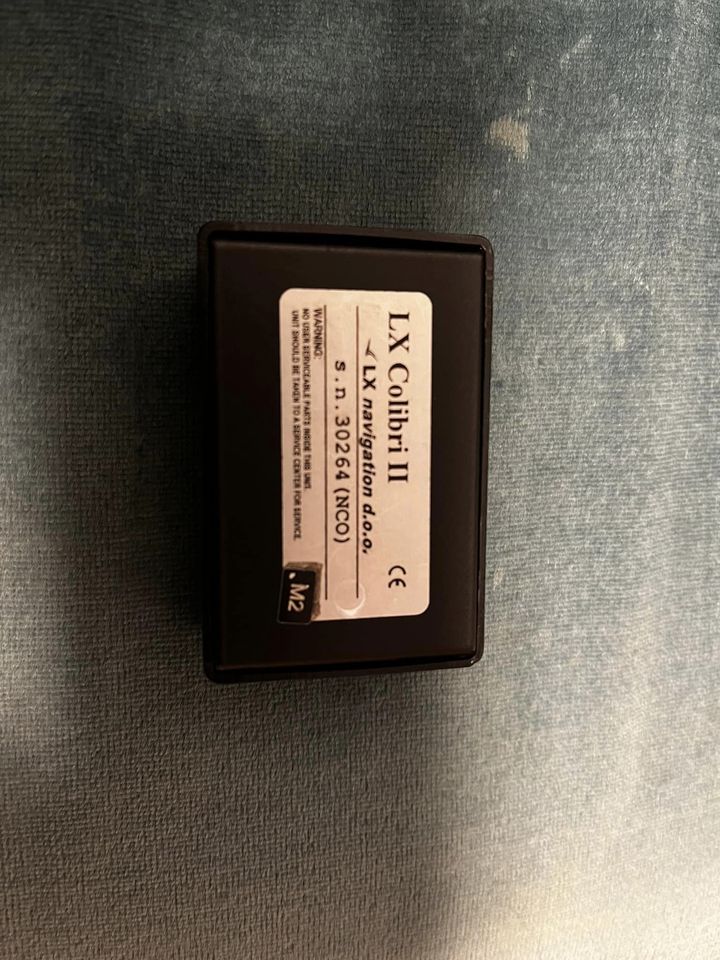 LX Colibri II
CE
LX navigation d.o.o.
s.n.30264(NCO)
WARNING:
NO USER SERVICEABLE PARTS INSIDE THIS UNIT.
UNIT SHOULD BE TAKEN TO A SERVICE CENTER FOR SERVICE.
.M2